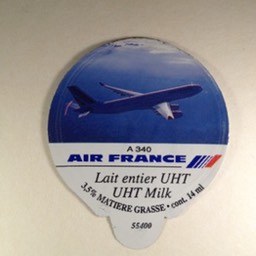 A 340
AIR FRANCE
Lait entier UHT
UHT Milk
3,5% MATIERE GRASSE • cont. 14 ml
55400